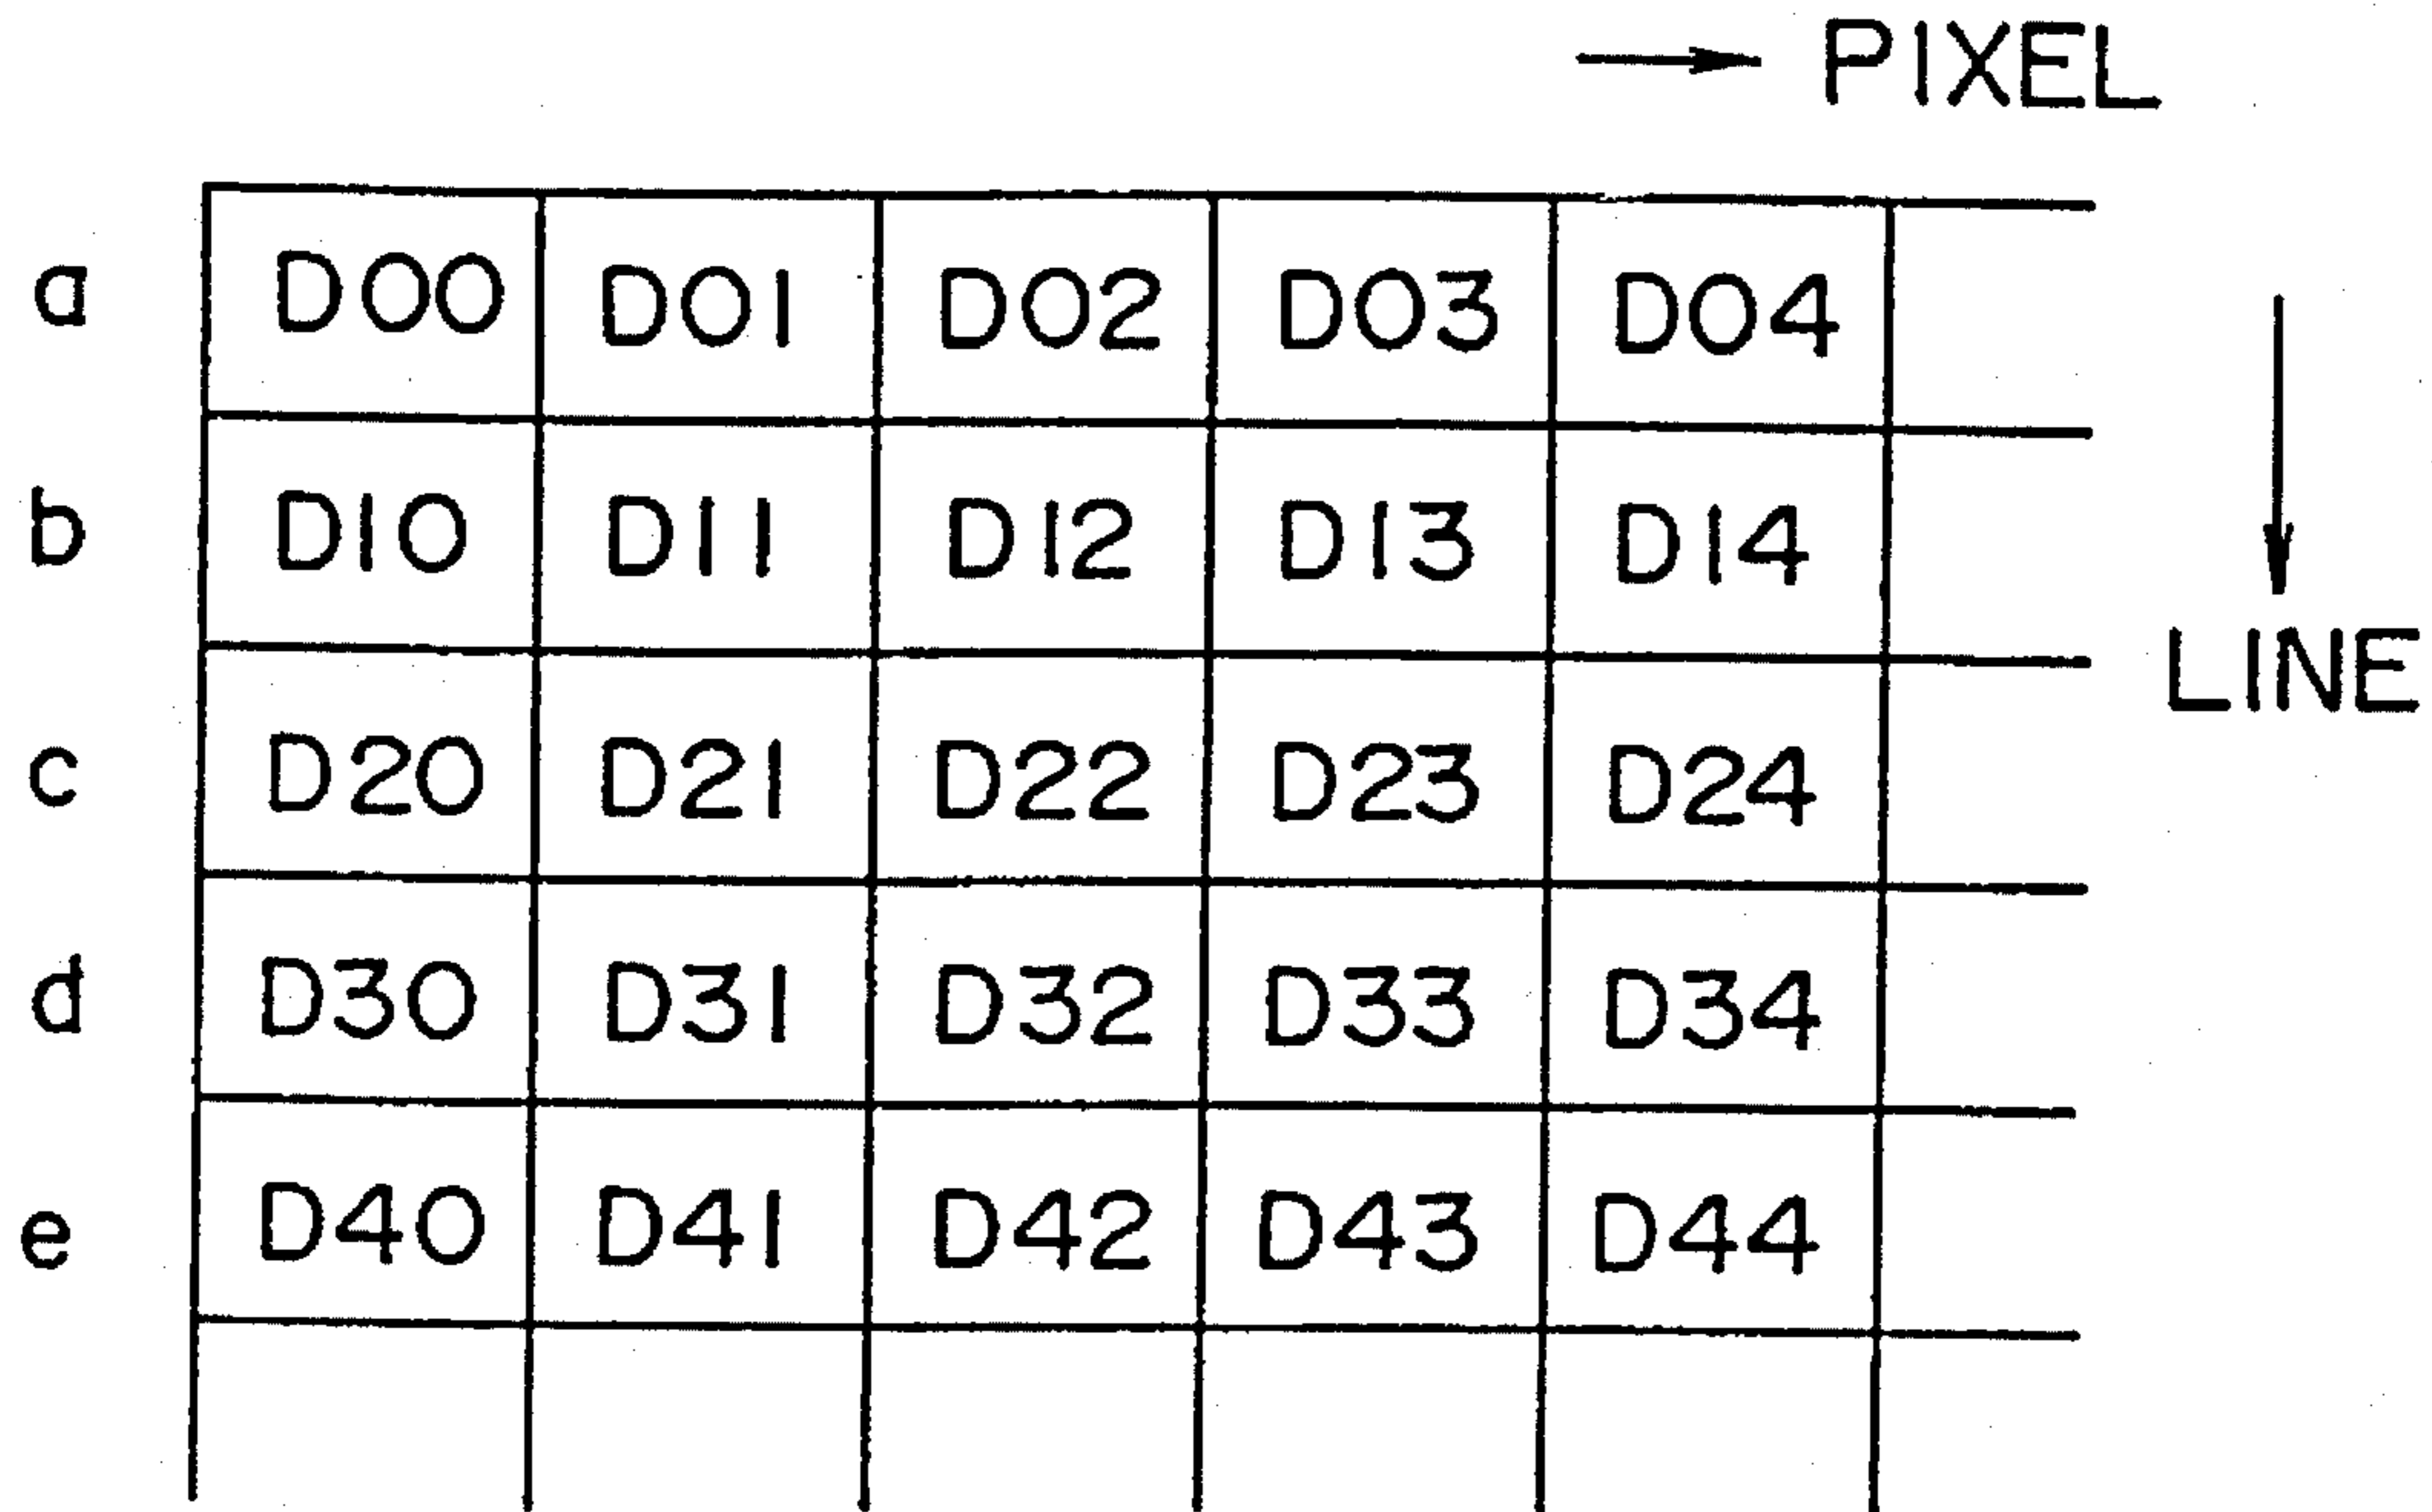 PIXEL
a D00 D01 D02 D03 D04
b D10 D11 D12 D13 D14
LINE
c D20 D21 D22 D23 D24
d D30 D31 D32 D33 D34
e D40 D41 D42 D43 D44